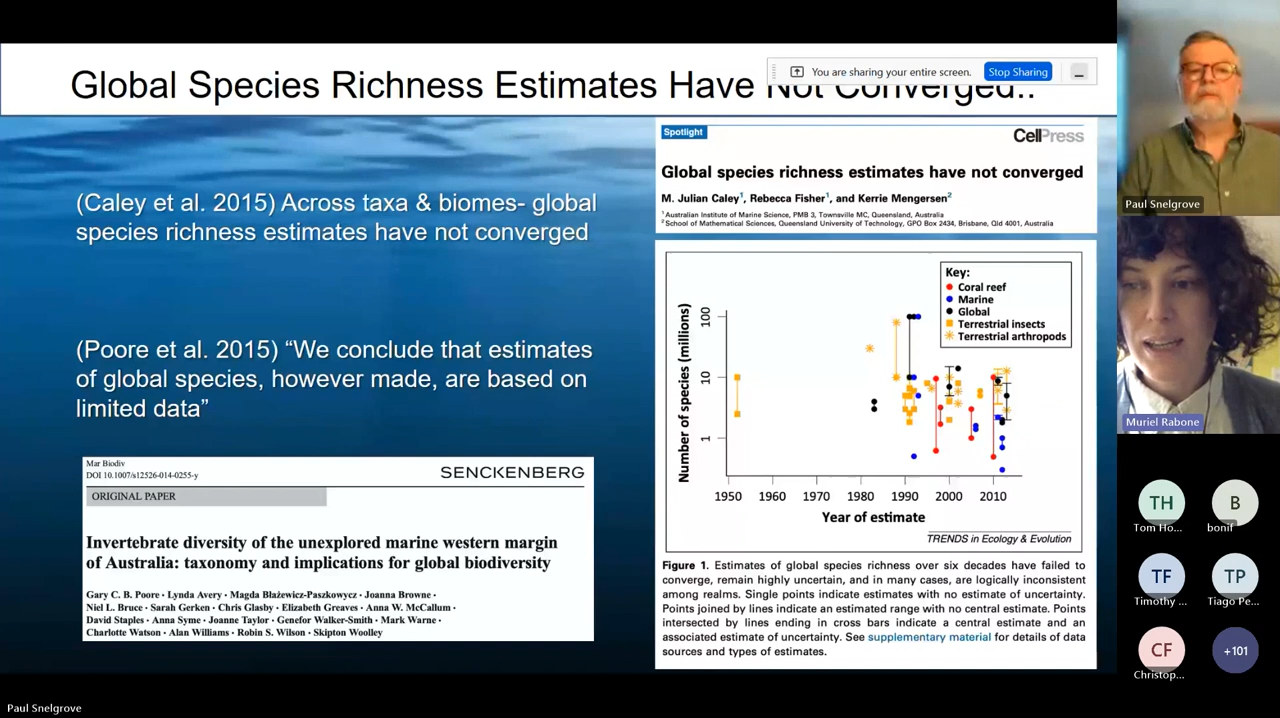 Global Species Richness Estimates Have Not Converged..
You are sharing your entire screen.
Stop Sharing
(Caley et al. 2015) Across taxa & biomes- global
species richness estimates have not converged
(Poore et al. 2015) “We conclude that estimates
of global species, however made, are based on
limited data”
Mar Biodiv
DOI 10.1007/s12526-014-0255-y
SENCKENBERG
ORIGINAL PAPER
Invertebrate diversity of the unexplored marine western margin
of Australia: taxonomy and implications for global biodiversity
Gary C. B. Poore · Lynda Avery · Magda Błażewicz-Paszkowycz · Joanna Browne ·
Niel L. Bruce · Sarah Gerken · Chris Glasby · Elizabeth Greaves · Anna W. McCallum ·
David Staples · Anna Syme · Joanne Taylor · Genefor Walker-Smith · Mark Warne ·
Charlotte Watson · Alan Williams · Robin S. Wilson · Skipton Woolley
Spotlight
CellPress
Global species richness estimates have not converged
M. Julian Caley1, Rebecca Fisher1, and Kerrie Mengersen2
1 Australian Institute of Marine Science, PMB 3, Townsville MC, Queensland, Australia
2 School of Mathematical Sciences, Queensland University of Technology, GPO Box 2434, Brisbane, Qld 4001, Australia
Key:
Coral reef
Marine
Global
Terrestrial insects
Terrestrial arthropods
Number of species (millions)
100
10
1
1950 1960 1970 1980 1990 2000 2010
Year of estimate
TRENDS in Ecology & Evolution
Figure 1. Estimates of global species richness over six decades have failed to
converge, remain highly uncertain, and in many cases, are logically inconsistent
among realms. Single points indicate estimates with no estimate of uncertainty.
Points joined by lines indicate an estimated range with no central estimate. Points
intersected by lines ending in cross bars indicate a central estimate and an
associated estimate of uncertainty. See supplementary material for details of data
sources and types of estimates.
Paul Snelgrove
Muriel Rabone
TH
Tom Ho...
B
bonif
TF
Timothy ...
TP
Tiago Pe...
CF
Christop...
+101
Paul Snelgrove